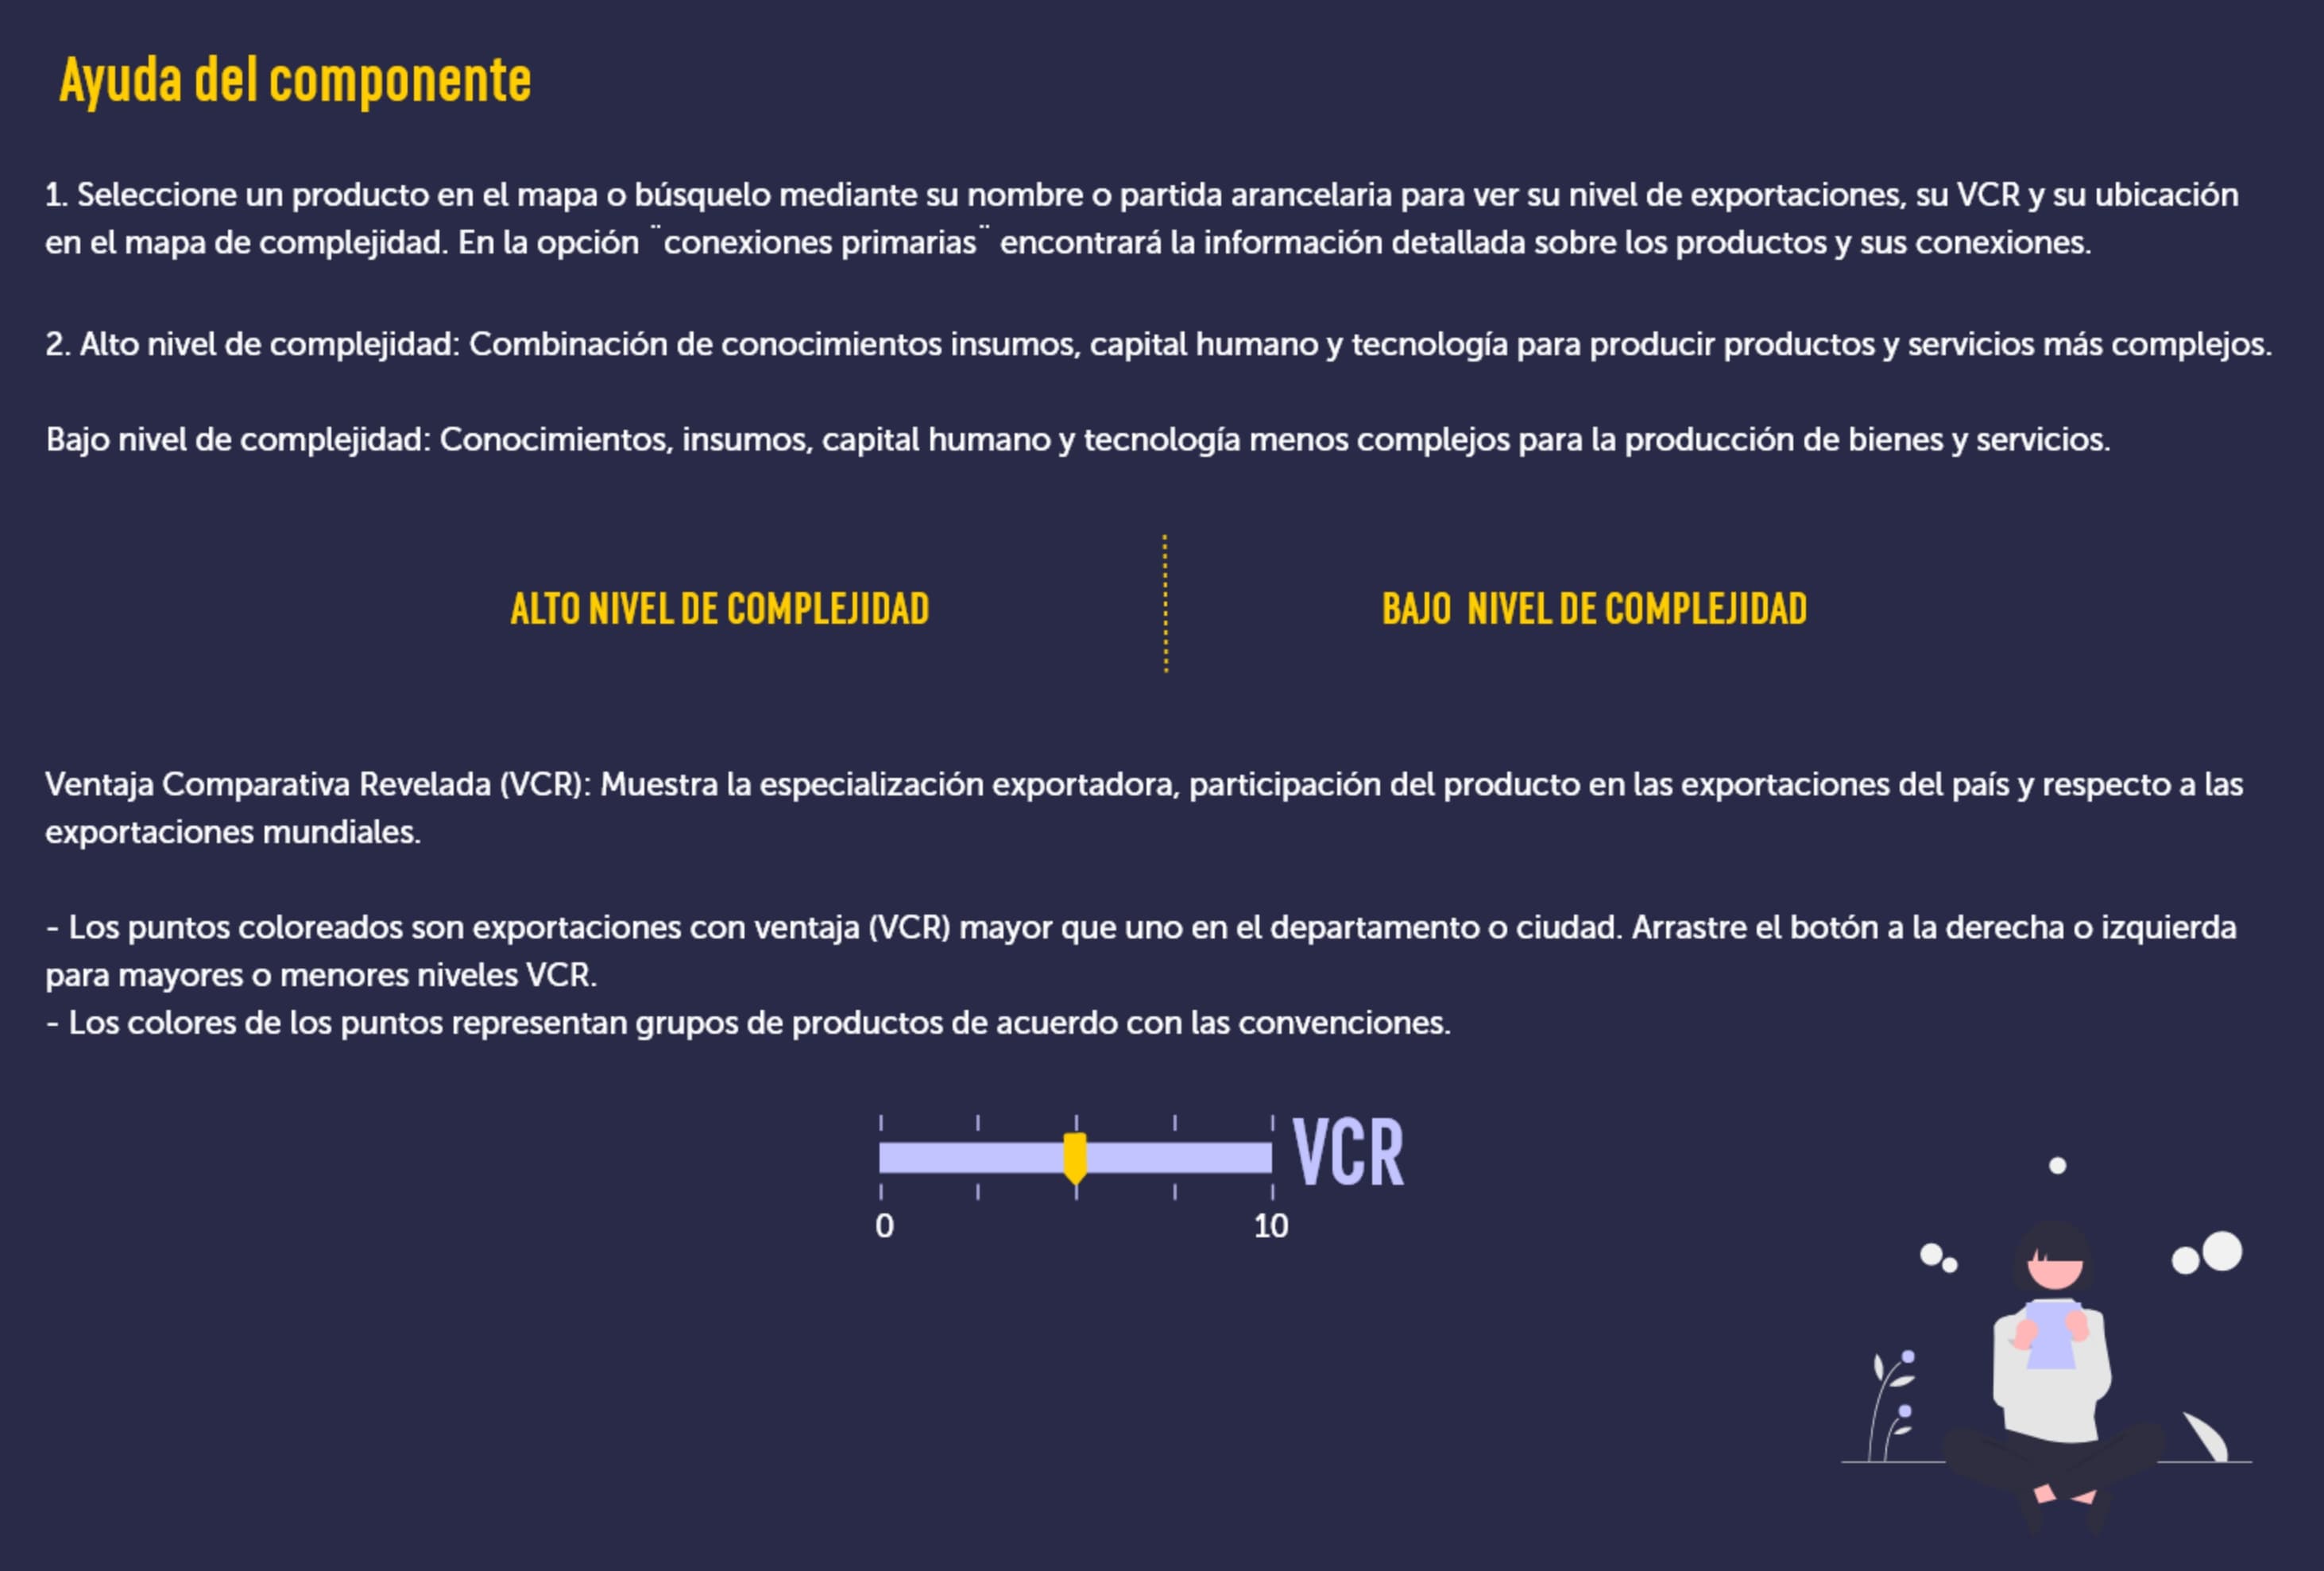 Ayuda del componente
1. Seleccione un producto en el mapa o búsquelo mediante su nombre o partida arancelaria para ver su nivel de exportaciones, su VCR y su ubicación
en el mapa de complejidad. En la opción ¨conexiones primarias¨ encontrará la información detallada sobre los productos y sus conexiones.
2. Alto nivel de complejidad: Combinación de conocimientos insumos, capital humano y tecnología para producir productos y servicios más complejos.
Bajo nivel de complejidad: Conocimientos, insumos, capital humano y tecnología menos complejos para la producción de bienes y servicios.
ALTO NIVEL DE COMPLEJIDAD
BAJO NIVEL DE COMPLEJIDAD
Ventaja Comparativa Revelada (VCR): Muestra la especialización exportadora, participación del producto en las exportaciones del país y respecto a las
exportaciones mundiales.
- Los puntos coloreados son exportaciones con ventaja (VCR) mayor que uno en el departamento o ciudad. Arrastre el botón a la derecha o izquierda
para mayores o menores niveles VCR.
- Los colores de los puntos representan grupos de productos de acuerdo con las convenciones.
VCR
0 10